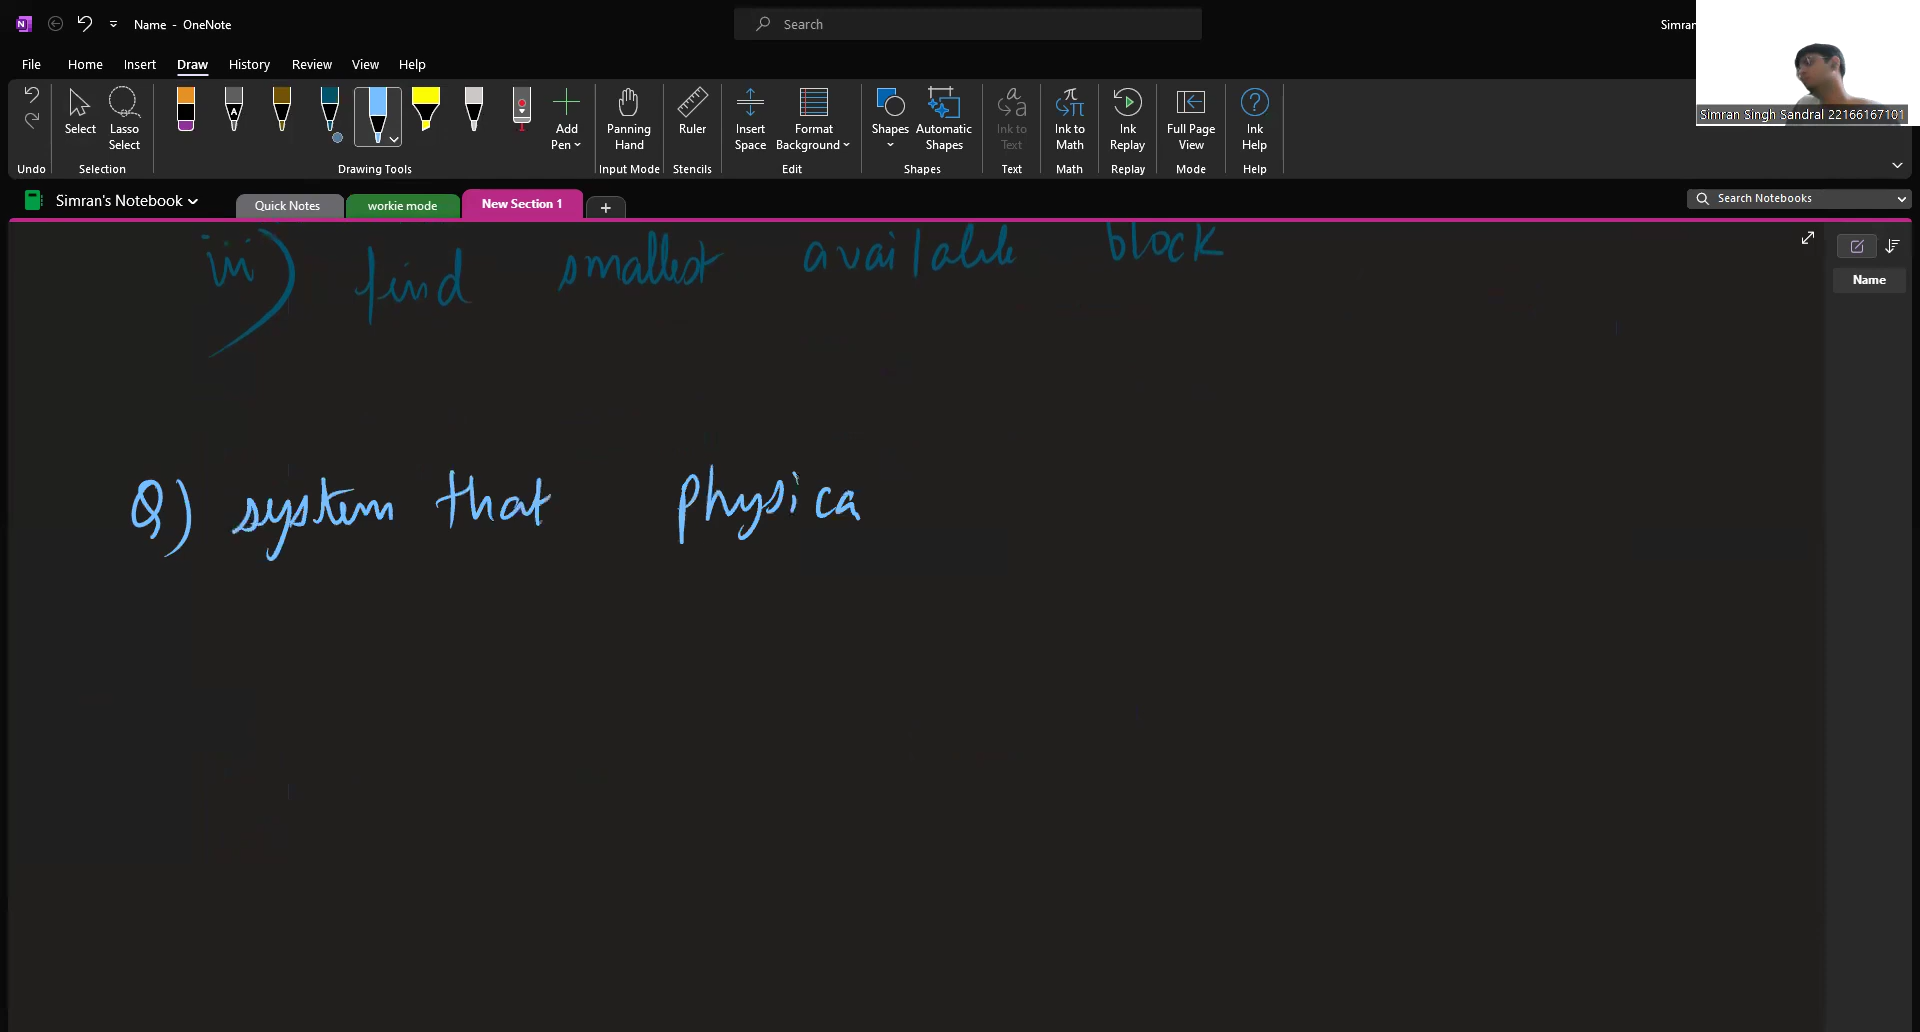 Name - OneNote
Search
Simran
File Home Insert Draw History Review View Help
Select
Lasso Select
Add Pen
Panning Hand
Ruler
Insert Space
Format Background
Shapes
Automatic Shapes
Ink to Text
Ink to Math
Ink Replay
Full Page View
Ink Help
Undo Selection Drawing Tools Input Mode Stencils Edit Shapes Text Math Replay Mode Help
Simran Singh Sandral 22166167101
Simran's Notebook Quick Notes workie mode New Section 1 + Search Notebooks
Name
iii) find smallest available block
Q) system that physica